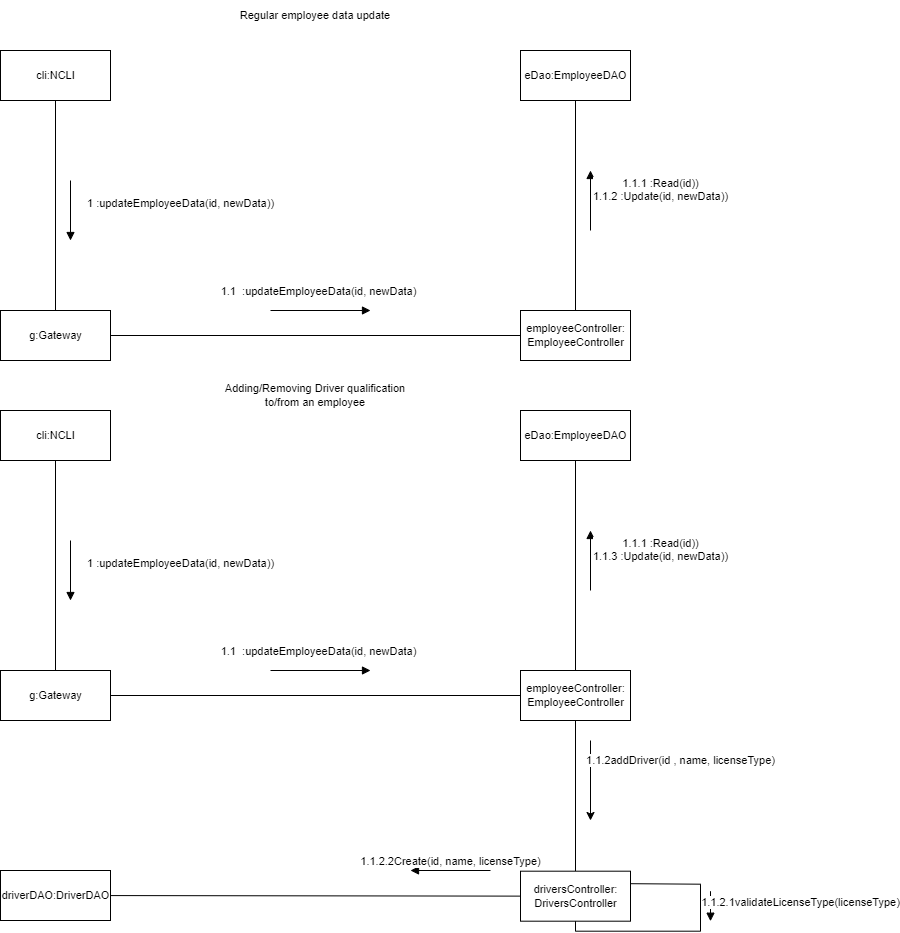 Regular employee data update
cli:NCLI
eDao:EmployeeDAO
1.1.1 :Read(id))
1.1.2 :Update(id, newData))
1 :updateEmployeeData(id, newData))
1.1  :updateEmployeeData(id, newData)
g:Gateway
employeeController:
EmployeeController
Adding/Removing Driver qualification
to/from an employee
cli:NCLI
eDao:EmployeeDAO
1.1.1 :Read(id))
1.1.3 :Update(id, newData))
1 :updateEmployeeData(id, newData))
1.1  :updateEmployeeData(id, newData)
g:Gateway
employeeController:
EmployeeController
1.1.2addDriver(id , name, licenseType)
1.1.2.2Create(id, name, licenseType)
driverDAO:DriverDAO
driversController:
DriversController
1.1.2.1validateLicenseType(licenseType)